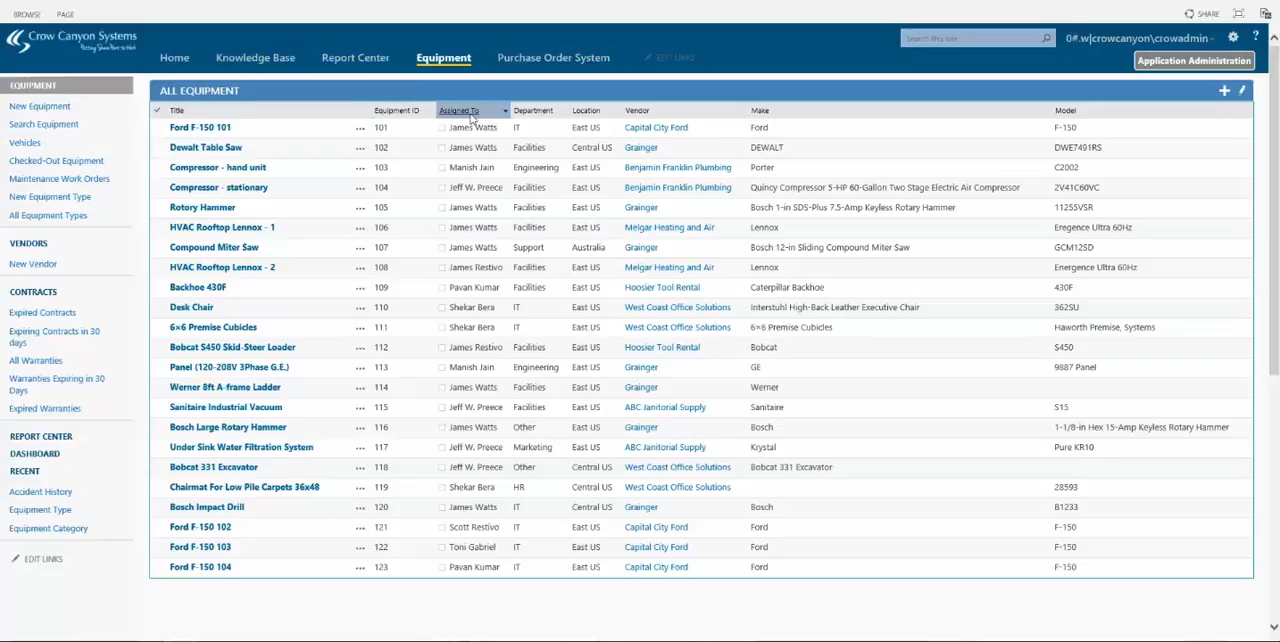 BROWSE PAGE SHARE
Crow Canyon Systems
Putting SharePoint to Work
Search this site
0#.w|crowcanyon\crowadmin
?
Home Knowledge Base Report Center Equipment Purchase Order System EDIT LINKS
Application Administration
EQUIPMENT
New Equipment
Search Equipment
Vehicles
Checked-Out Equipment
Maintenance Work Orders
New Equipment Type
All Equipment Types
VENDORS
New Vendor
CONTRACTS
Expired Contracts
Expiring Contracts in 30
days
All Warranties
Warranties Expiring in 30
Days
Expired Warranties
REPORT CENTER
DASHBOARD
RECENT
Accident History
Equipment Type
Equipment Category
EDIT LINKS
ALL EQUIPMENT
Title Equipment ID Assigned To Department Location Vendor Make Model
Ford F-150 101 ... 101 James Watts IT East US Capital City Ford Ford F-150
Dewalt Table Saw ... 102 James Watts Facilities Central US Grainger DEWALT DWE7491RS
Compressor - hand unit ... 103 Manish Jain Engineering East US Benjamin Franklin Plumbing Porter C2002
Compressor - stationary ... 104 Jeff W. Preece Facilities East US Benjamin Franklin Plumbing Quincy Compressor 5-HP 60-Gallon Two Stage Electric Air Compressor 2V41C60VC
Rotory Hammer ... 105 James Watts Facilities East US Grainger Bosch 1-in SDS-Plus 7.5-Amp Keyless Rotary Hammer 11255VSR
HVAC Rooftop Lennox - 1 ... 106 James Watts Facilities East US Melgar Heating and Air Lennox Eregence Ultra 60Hz
Compound Miter Saw ... 107 James Watts Support Australia Grainger Bosch 12-in Sliding Compound Miter Saw GCM12SD
HVAC Rooftop Lennox - 2 ... 108 James Restivo Facilities East US Melgar Heating and Air Lennox Energence Ultra 60Hz
Backhoe 430F ... 109 Pavan Kumar Facilities East US Hoosier Tool Rental Caterpillar Backhoe 430F
Desk Chair ... 110 Shekar Bera IT East US West Coast Office Solutions Interstuhl High-Back Leather Executive Chair 362SU
6×6 Premise Cubicles ... 111 Shekar Bera IT East US West Coast Office Solutions 6×6 Premise Cubicles Haworth Premise, Systems
Bobcat S450 Skid-Steer Loader ... 112 James Restivo Facilities East US Hoosier Tool Rental Bobcat S450
Panel (120-208V 3Phase G.E.) ... 113 Manish Jain Engineering East US Grainger GE 9887 Panel
Werner 8ft A-frame Ladder ... 114 James Watts Facilities East US Grainger Werner
Sanitaire Industrial Vacuum ... 115 Jeff W. Preece Facilities East US ABC Janitorial Supply Sanitaire S15
Bosch Large Rotary Hammer ... 116 James Watts Other East US Grainger Bosch 1-1/8-in Hex 15-Amp Keyless Rotary Hammer
Under Sink Water Filtration System ... 117 Jeff W. Preece Marketing East US ABC Janitorial Supply Krystal Pure KR10
Bobcat 331 Excavator ... 118 Jeff W. Preece Other Central US West Coast Office Solutions Bobcat 331 Excavator
Chairmat For Low Pile Carpets 36x48 ... 119 Shekar Bera HR Central US West Coast Office Solutions 28593
Bosch Impact Drill ... 120 James Watts IT Central US Grainger Bosch B1233
Ford F-150 102 ... 121 Scott Restivo IT East US Capital City Ford Ford F-150
Ford F-150 103 ... 122 Toni Gabriel IT East US Capital City Ford Ford F-150
Ford F-150 104 ... 123 Pavan Kumar IT East US Capital City Ford Ford F-150